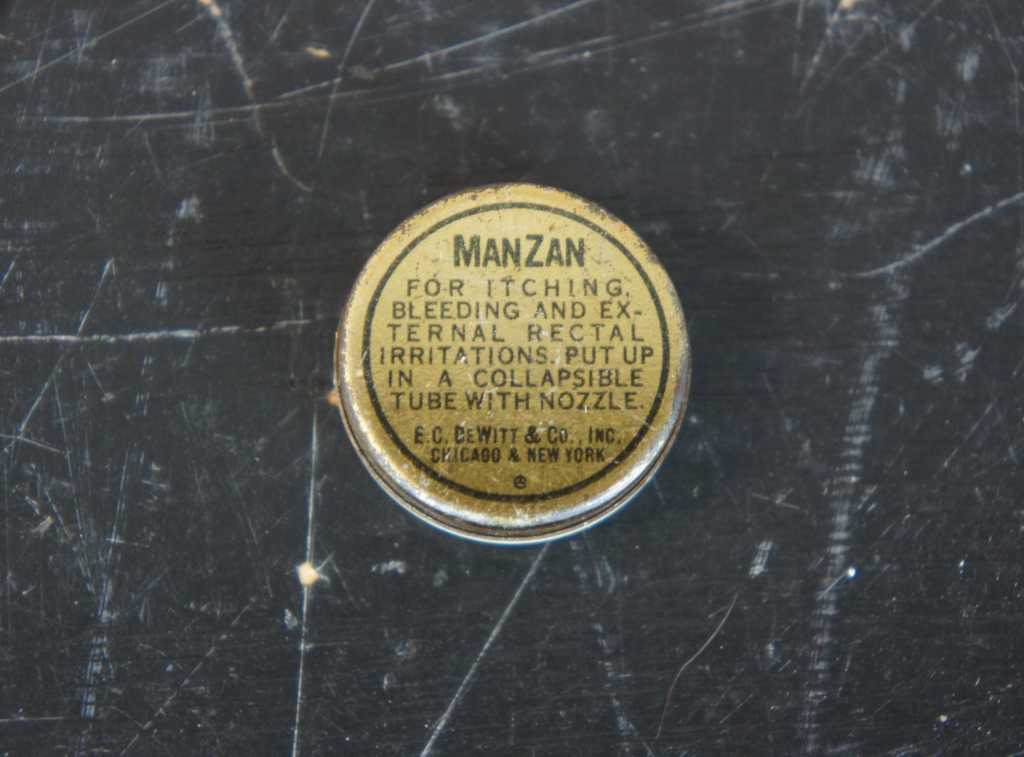 MANZAN
FOR ITCHING,
BLEEDING AND EX-
TERNAL RECTAL
IRRITATIONS. PUT UP
IN A COLLAPSIBLE
TUBE WITH NOZZLE.
E.C. DEWITT & CO., INC.
CHICAGO & NEW YORK